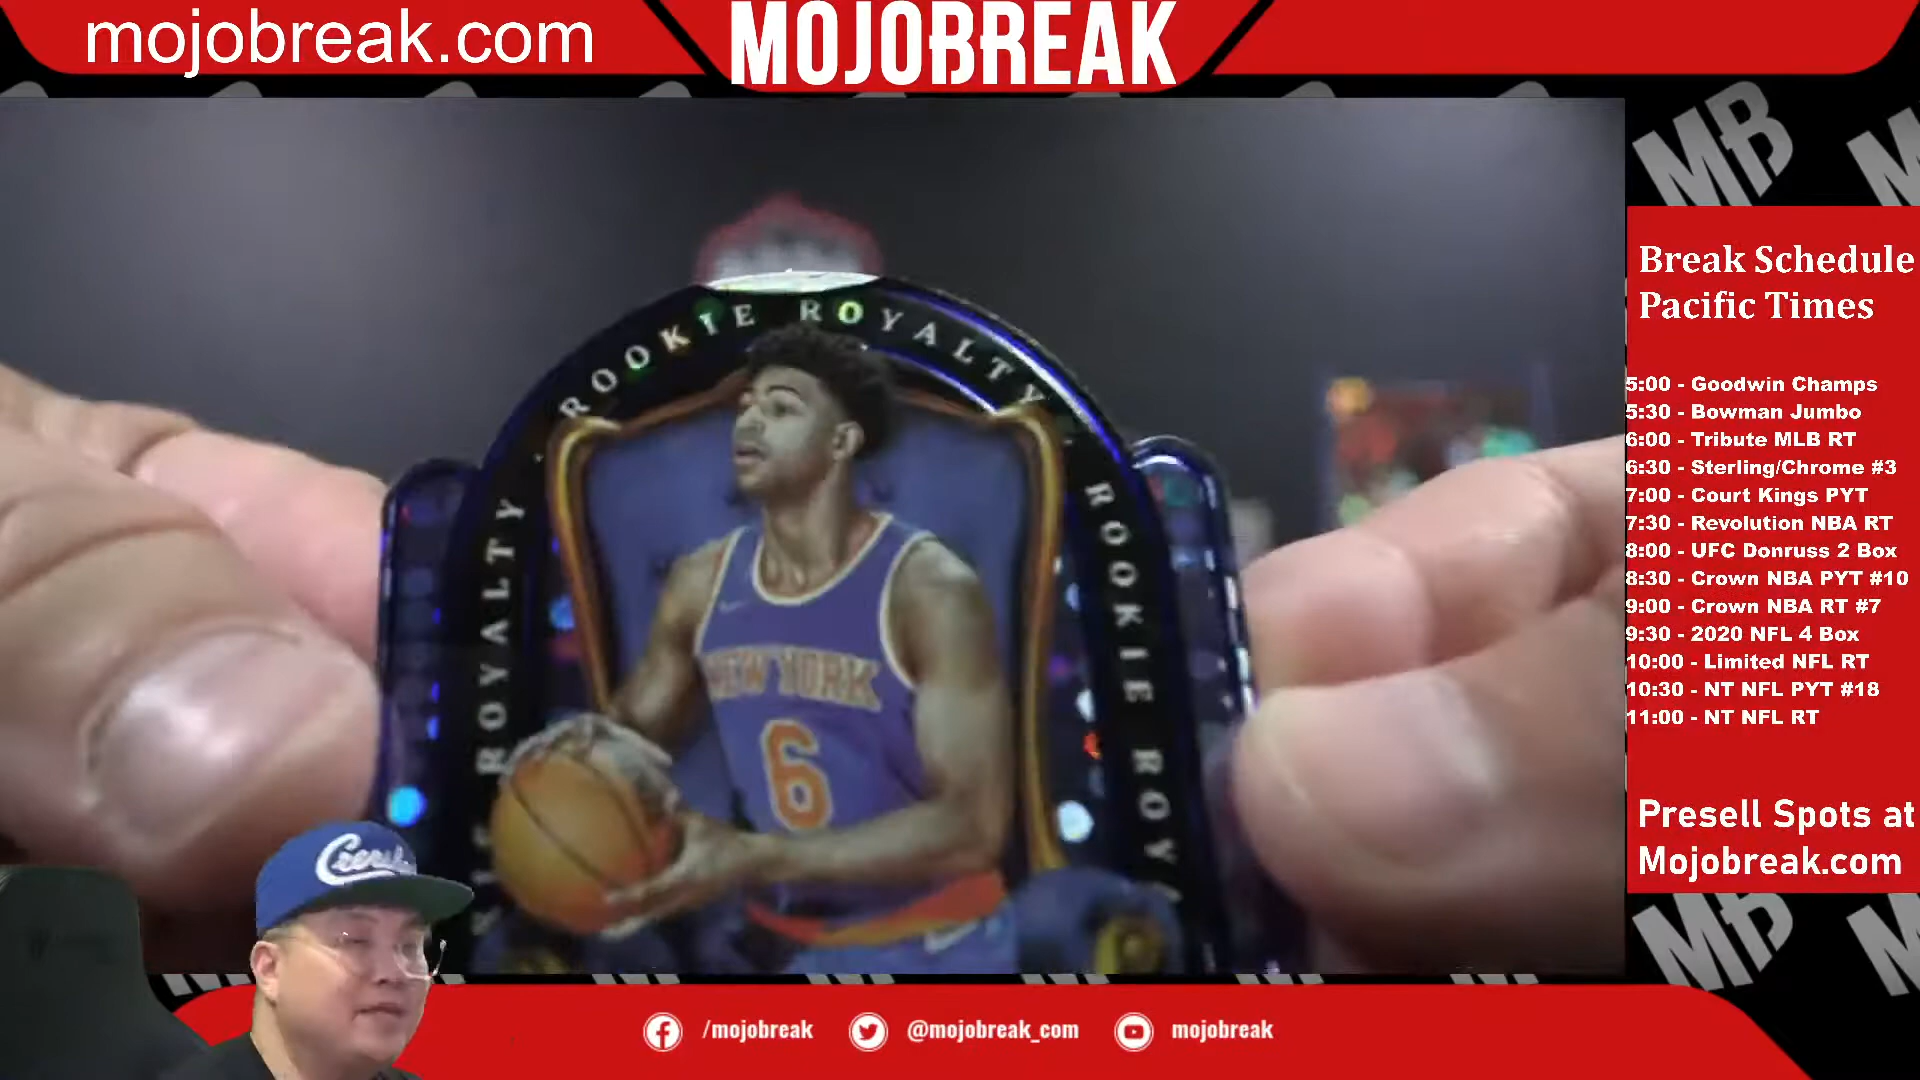 mojobreak.com
MOJOBREAK
MB
Break Schedule
Pacific Times
5:00 - Goodwin Champs
5:30 - Bowman Jumbo
6:00 - Tribute MLB RT
6:30 - Sterling/Chrome #3
7:00 - Court Kings PYT
7:30 - Revolution NBA RT
8:00 - UFC Donruss 2 Box
8:30 - Crown NBA PYT #10
9:00 - Crown NBA RT #7
9:30 - 2020 NFL 4 Box
10:00 - Limited NFL RT
10:30 - NT NFL PYT #18
11:00 - NT NFL RT
Presell Spots at
Mojobreak.com
MB
ROOKIE ROYALTY
ROYALTY
ROOKIE ROY
NEW YORK
6
/mojobreak
@mojobreak_com
mojobreak